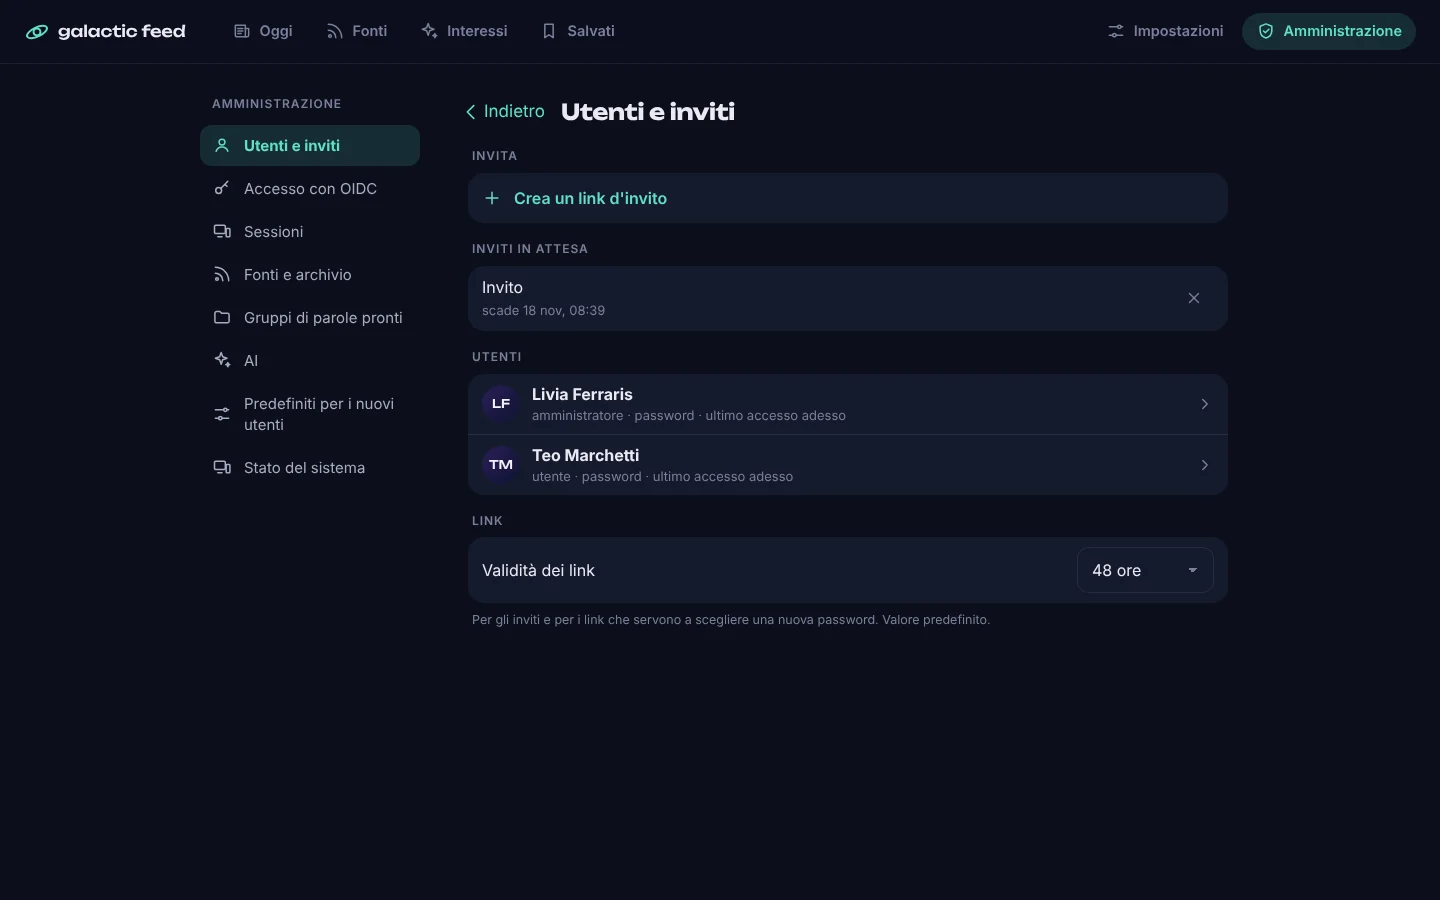 galactic feed
Oggi
Fonti
Interessi
Salvati
Impostazioni
Amministrazione
AMMINISTRAZIONE
Utenti e inviti
Accesso con OIDC
Sessioni
Fonti e archivio
Gruppi di parole pronti
AI
Predefiniti per i nuovi
utenti
Stato del sistema
Indietro
Utenti e inviti
INVITA
Crea un link d'invito
INVITI IN ATTESA
Invito
scade 18 nov, 08:39
UTENTI
LF
Livia Ferraris
amministratore · password · ultimo accesso adesso
TM
Teo Marchetti
utente · password · ultimo accesso adesso
LINK
Validità dei link
48 ore
Per gli inviti e per i link che servono a scegliere una nuova password. Valore predefinito.